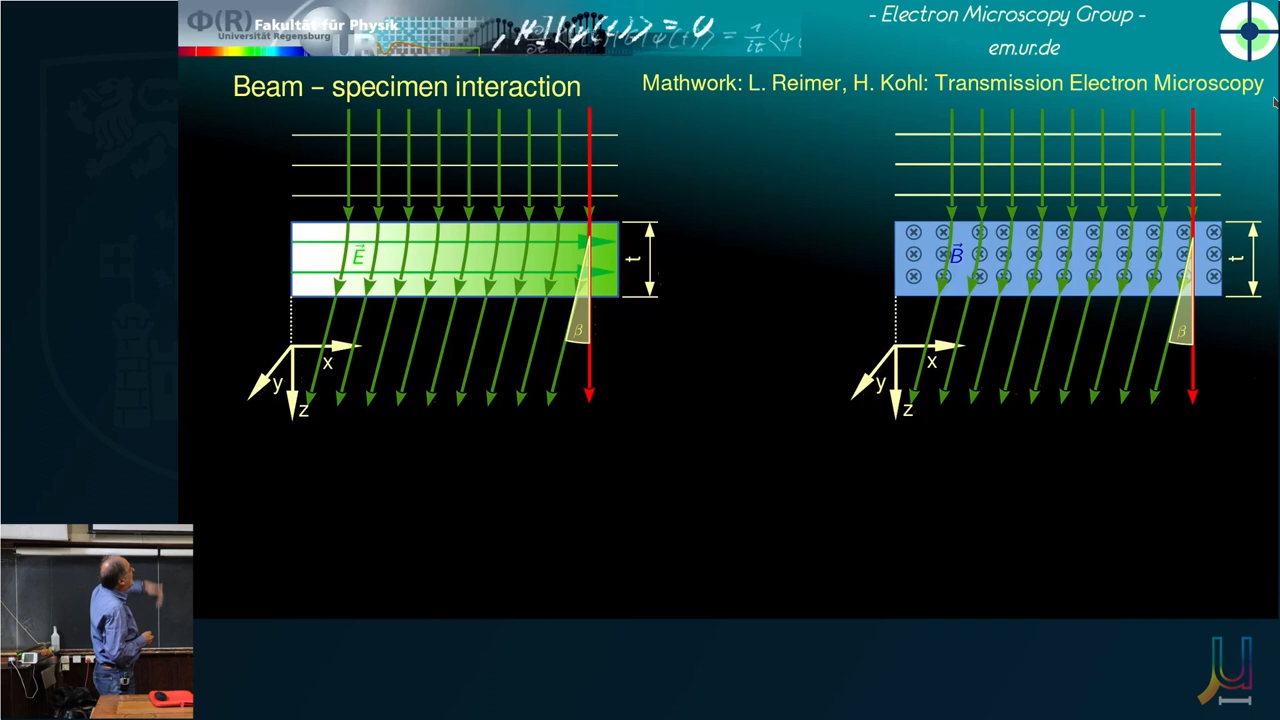 Φ(R) Fakultät für Physik
Universität Regensburg
UR
- Electron Microscopy Group -
em.ur.de
Beam – specimen interaction
Mathwork: L. Reimer, H. Kohl: Transmission Electron Microscopy
E
t
β
x
y
z
B
t
β
x
y
z
μ